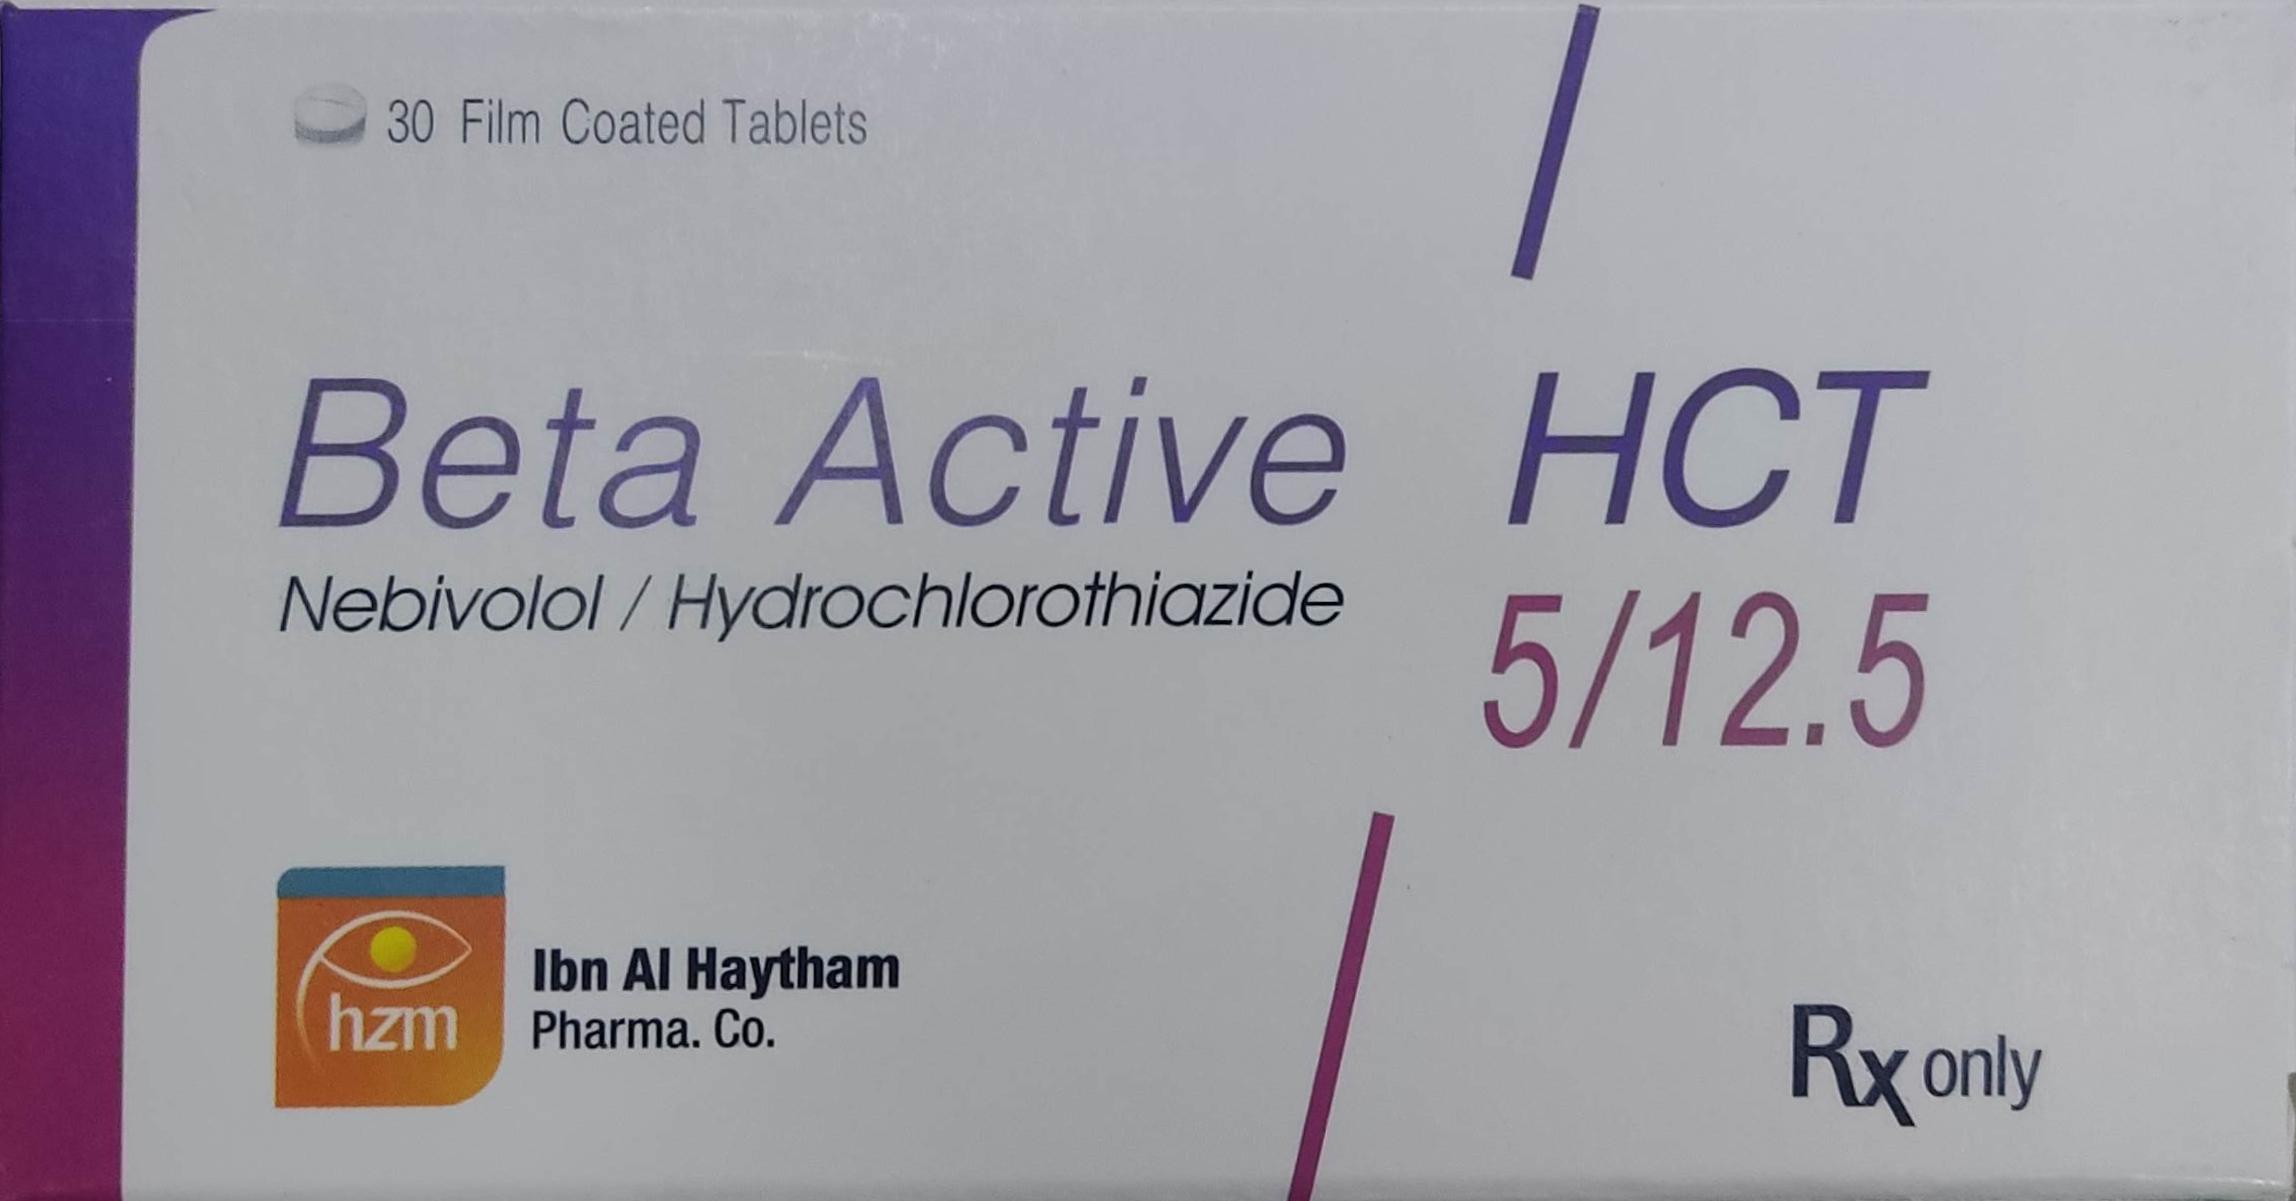 30 Film Coated Tablets
Beta Active HCT
Nebivolol / Hydrochlorothiazide
5/12.5
hzm
Ibn Al Haytham
Pharma. Co.
Rx only